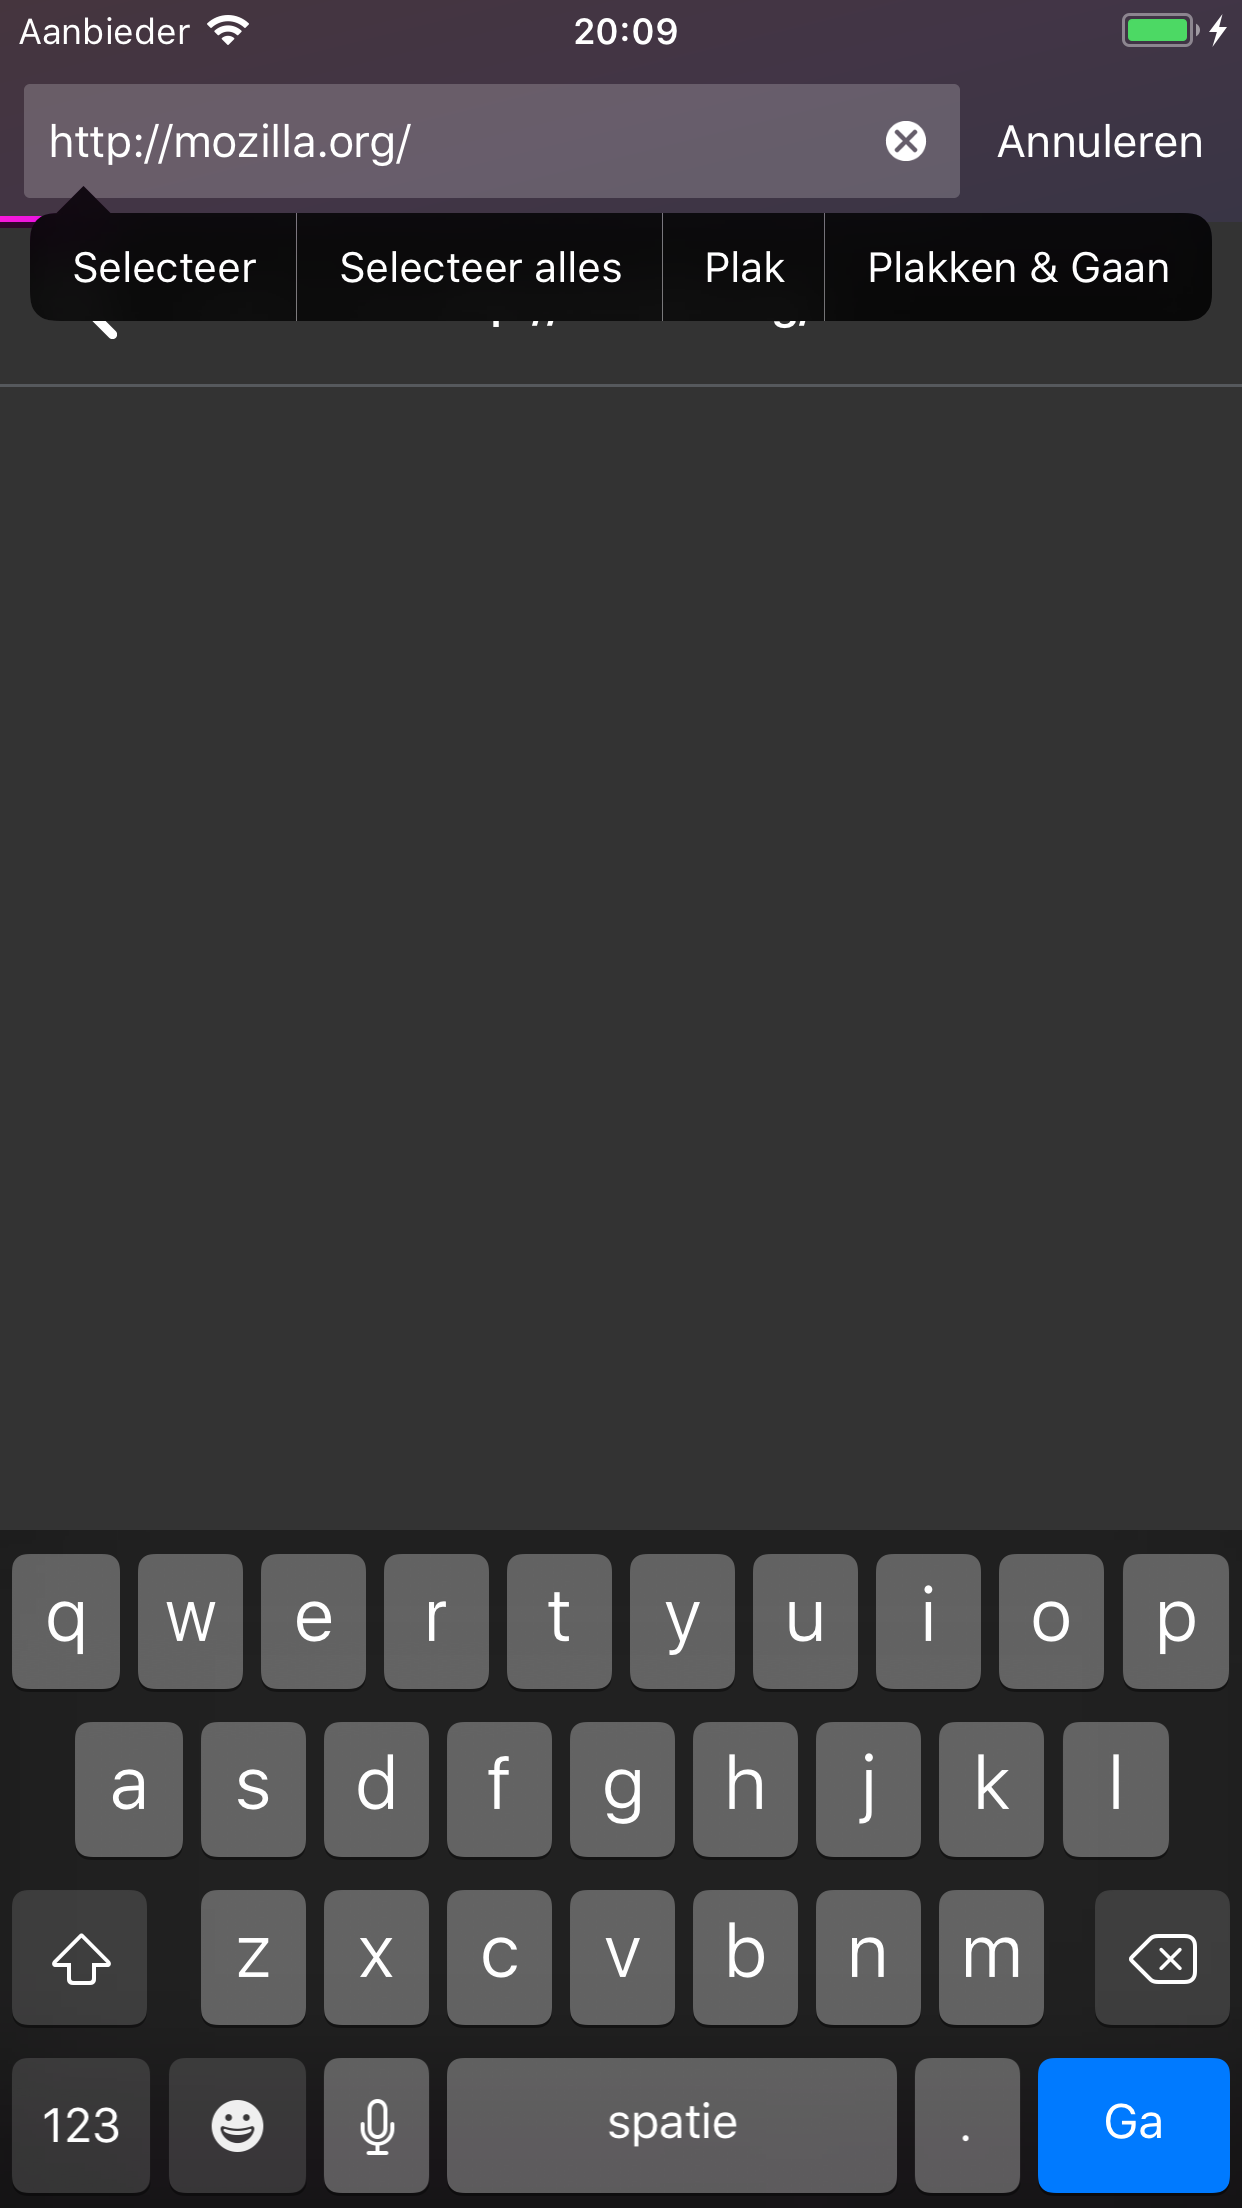 Aanbieder 20:09
http://mozilla.org/ Annuleren
Selecteer Selecteer alles Plak Plakken & Gaan
q w e r t y u i o p
a s d f g h j k l
z x c v b n m
123 spatie . Ga